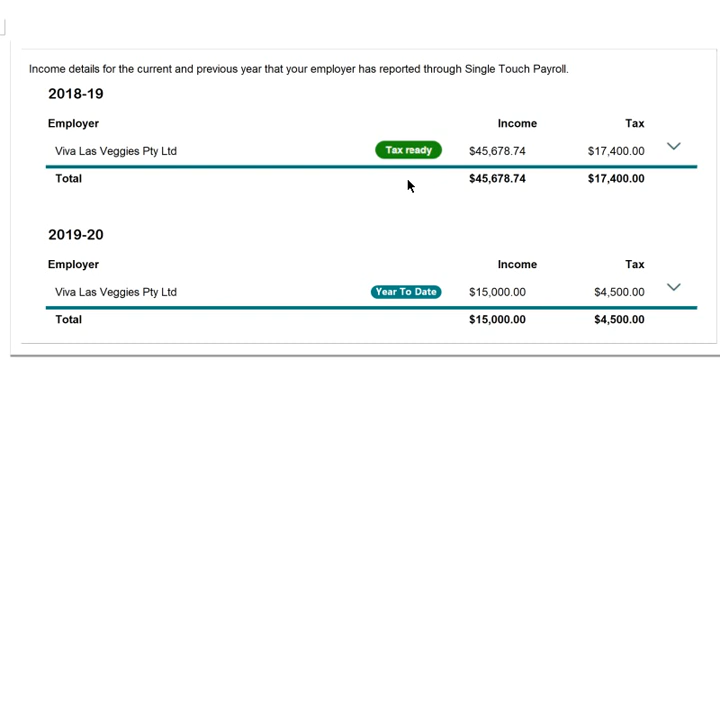 Income details for the current and previous year that your employer has reported through Single Touch Payroll.
2018-19
Employer Income Tax
Viva Las Veggies Pty Ltd Tax ready $45,678.74 $17,400.00
Total $45,678.74 $17,400.00
2019-20
Employer Income Tax
Viva Las Veggies Pty Ltd Year To Date $15,000.00 $4,500.00
Total $15,000.00 $4,500.00